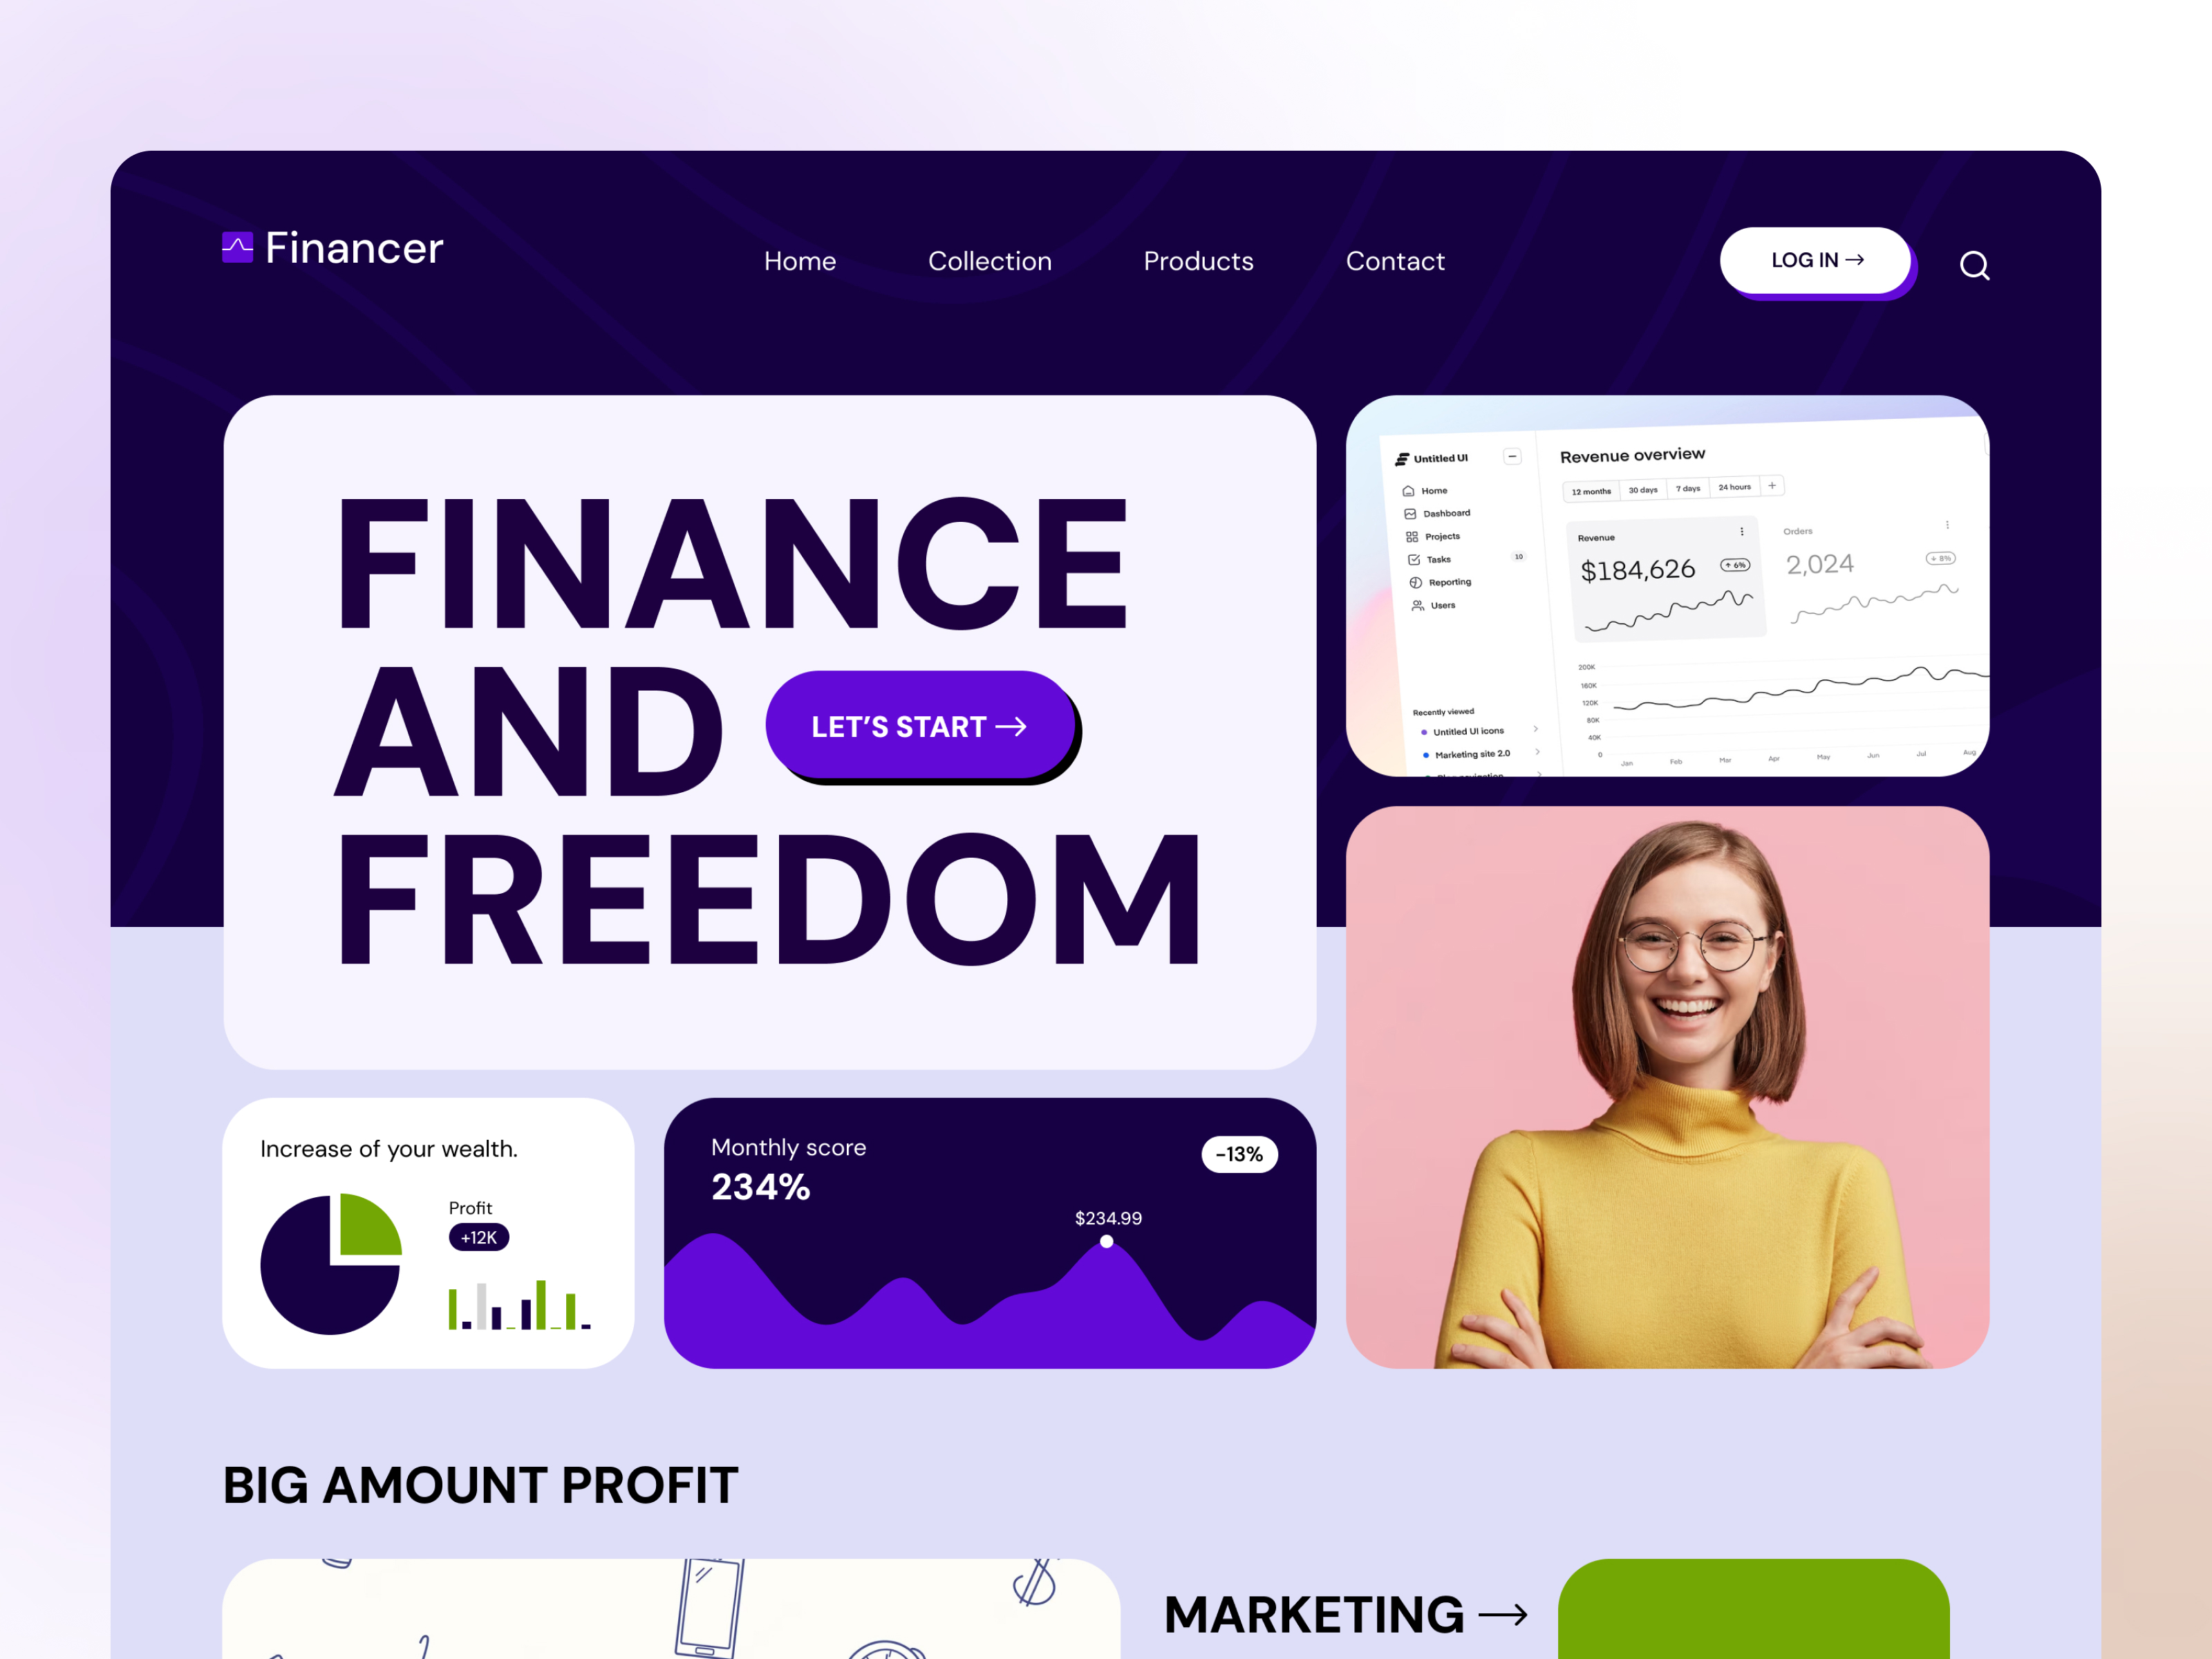 Financer
Home
Collection
Products
Contact
LOG IN →
FINANCE
AND
LET’S START →
FREEDOM
Untitled UI
Home
Dashboard
Projects
Tasks
10
Reporting
Users
Recently viewed
Untitled UI icons
Marketing site 2.0
Revenue overview
12 months
30 days
7 days
24 hours
+
Revenue
$184,626
↑ 6%
Orders
2,024
↓ 8%
200K
160K
120K
80K
40K
0
Jan
Feb
Mar
Apr
May
Jun
Jul
Aug
Increase of your wealth.
Profit
+12K
Monthly score
234%
-13%
$234.99
BIG AMOUNT PROFIT
MARKETING →